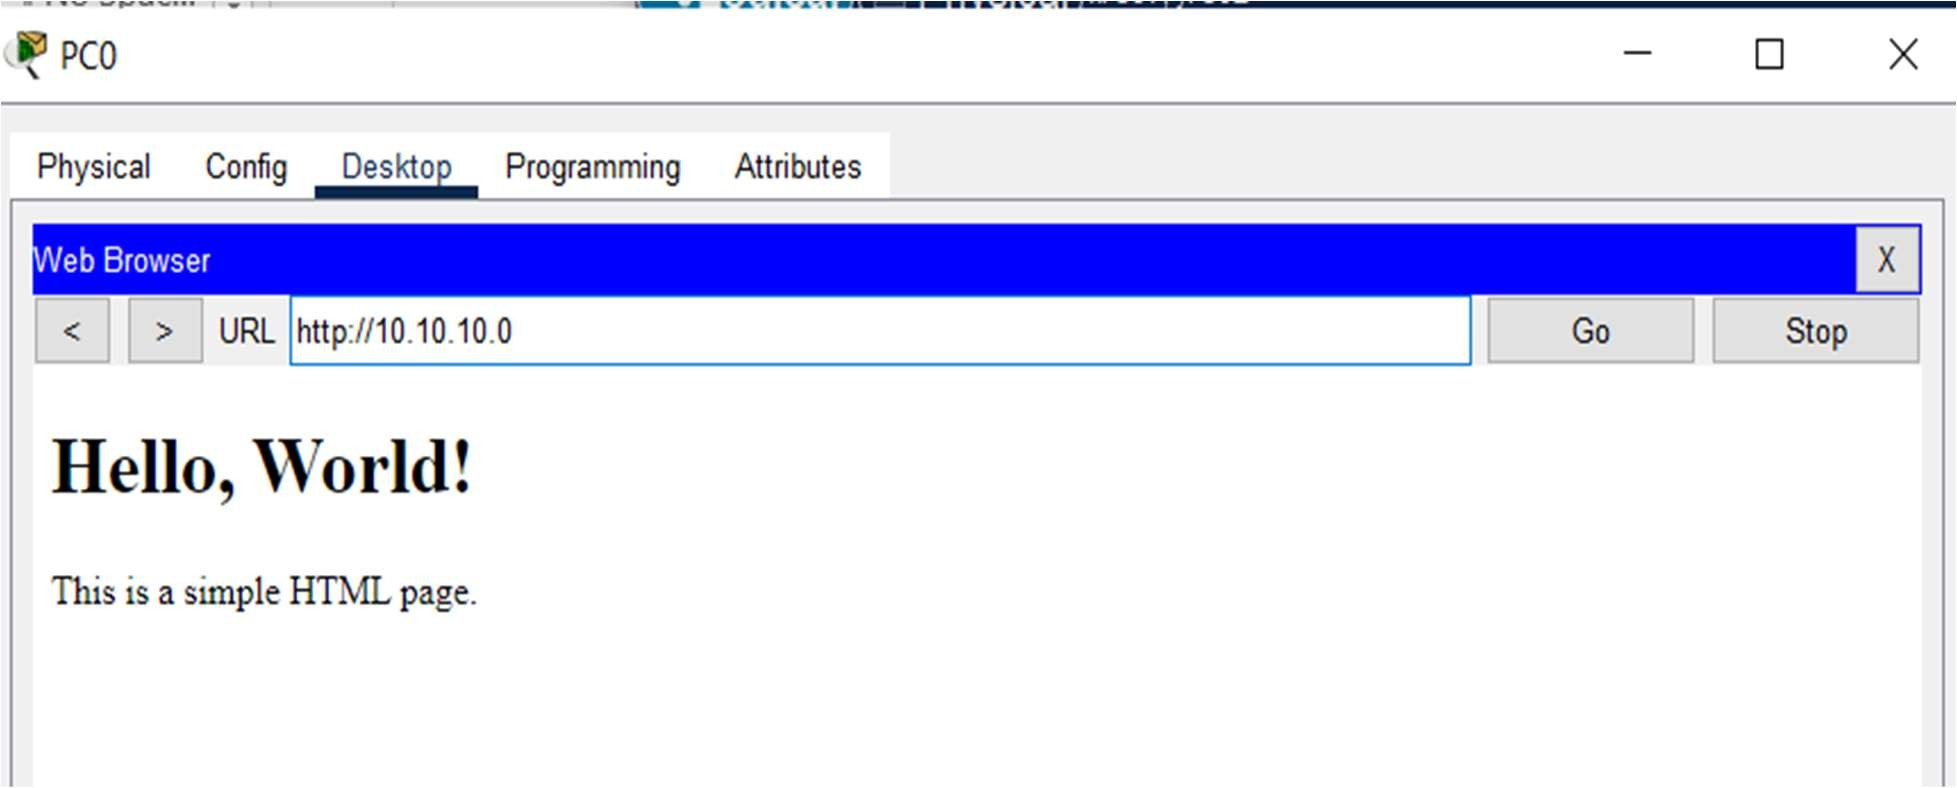 PC0
Physical Config Desktop Programming Attributes
Web Browser X
< > URL http://10.10.10.0 Go Stop
Hello, World!
This is a simple HTML page.